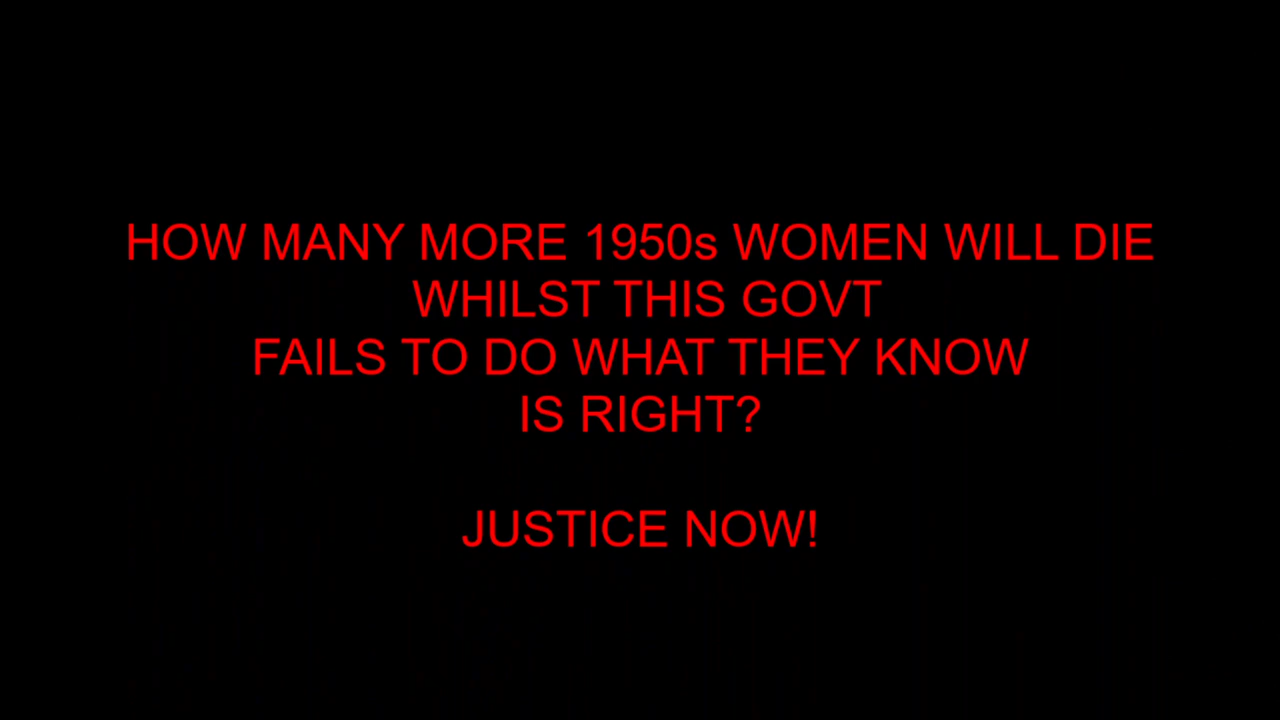 HOW MANY MORE 1950s WOMEN WILL DIE
WHILST THIS GOVT
FAILS TO DO WHAT THEY KNOW
IS RIGHT?
JUSTICE NOW!